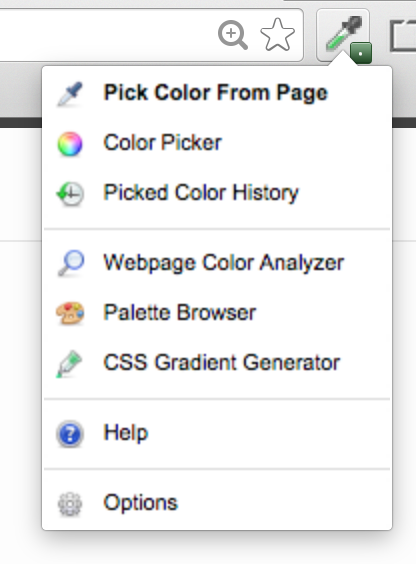 Pick Color From Page
Color Picker
Picked Color History
Webpage Color Analyzer
Palette Browser
CSS Gradient Generator
Help
Options